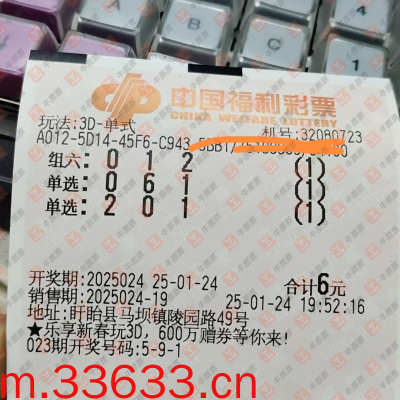 中国福利彩票
CHINA WELFARE LOTTERY
玩法:3D-单式 机号:32080723
A012-5D14-45F6-C943
组六: 0 1 2 (1)
单选: 0 6 1 (1)
单选: 2 0 1 (1)
开奖期:2025024 25-01-24 合计6元
销售期:2025024-19 25-01-24 19:52:16
地址:盱眙县马坝镇陵园路49号
★乐享新春玩3D,600万赠券等你来!
023期开奖号码:5-9-1
m.33633.cn